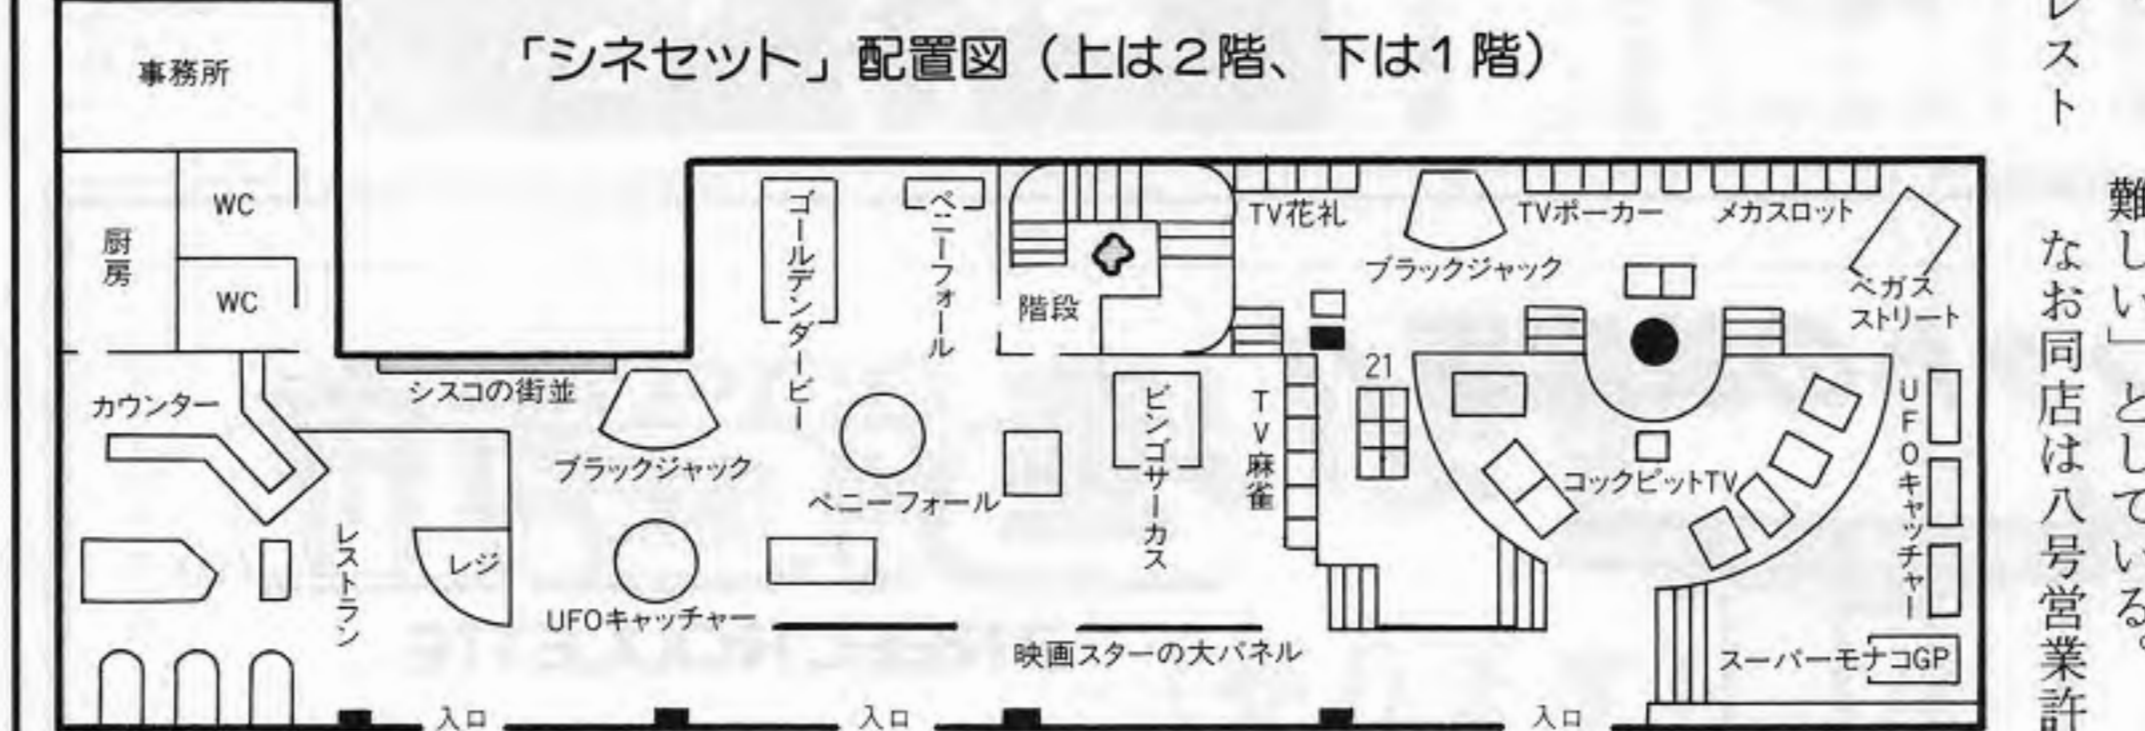 「シネセット」配置図（上は2階、下は1階）
事務所
WC
厨房
WC
カウンター
シスコの街並
ブラックジャック
ゴールデンダービー
ペニーフォール
階段
TV花札
ブラックジャック
TVポーカー
メカスロット
ベガス
ストリート
21
TV麻雀
ビンゴサーカス
ペニーフォール
コックピットTV
UFOキャッチャー
レストラン
レジ
UFOキャッチャー
映画スターの大パネル
スーパーモナコGP
入口
入口
入口
難しい」としている。
なお同店は八号営業許
レスト